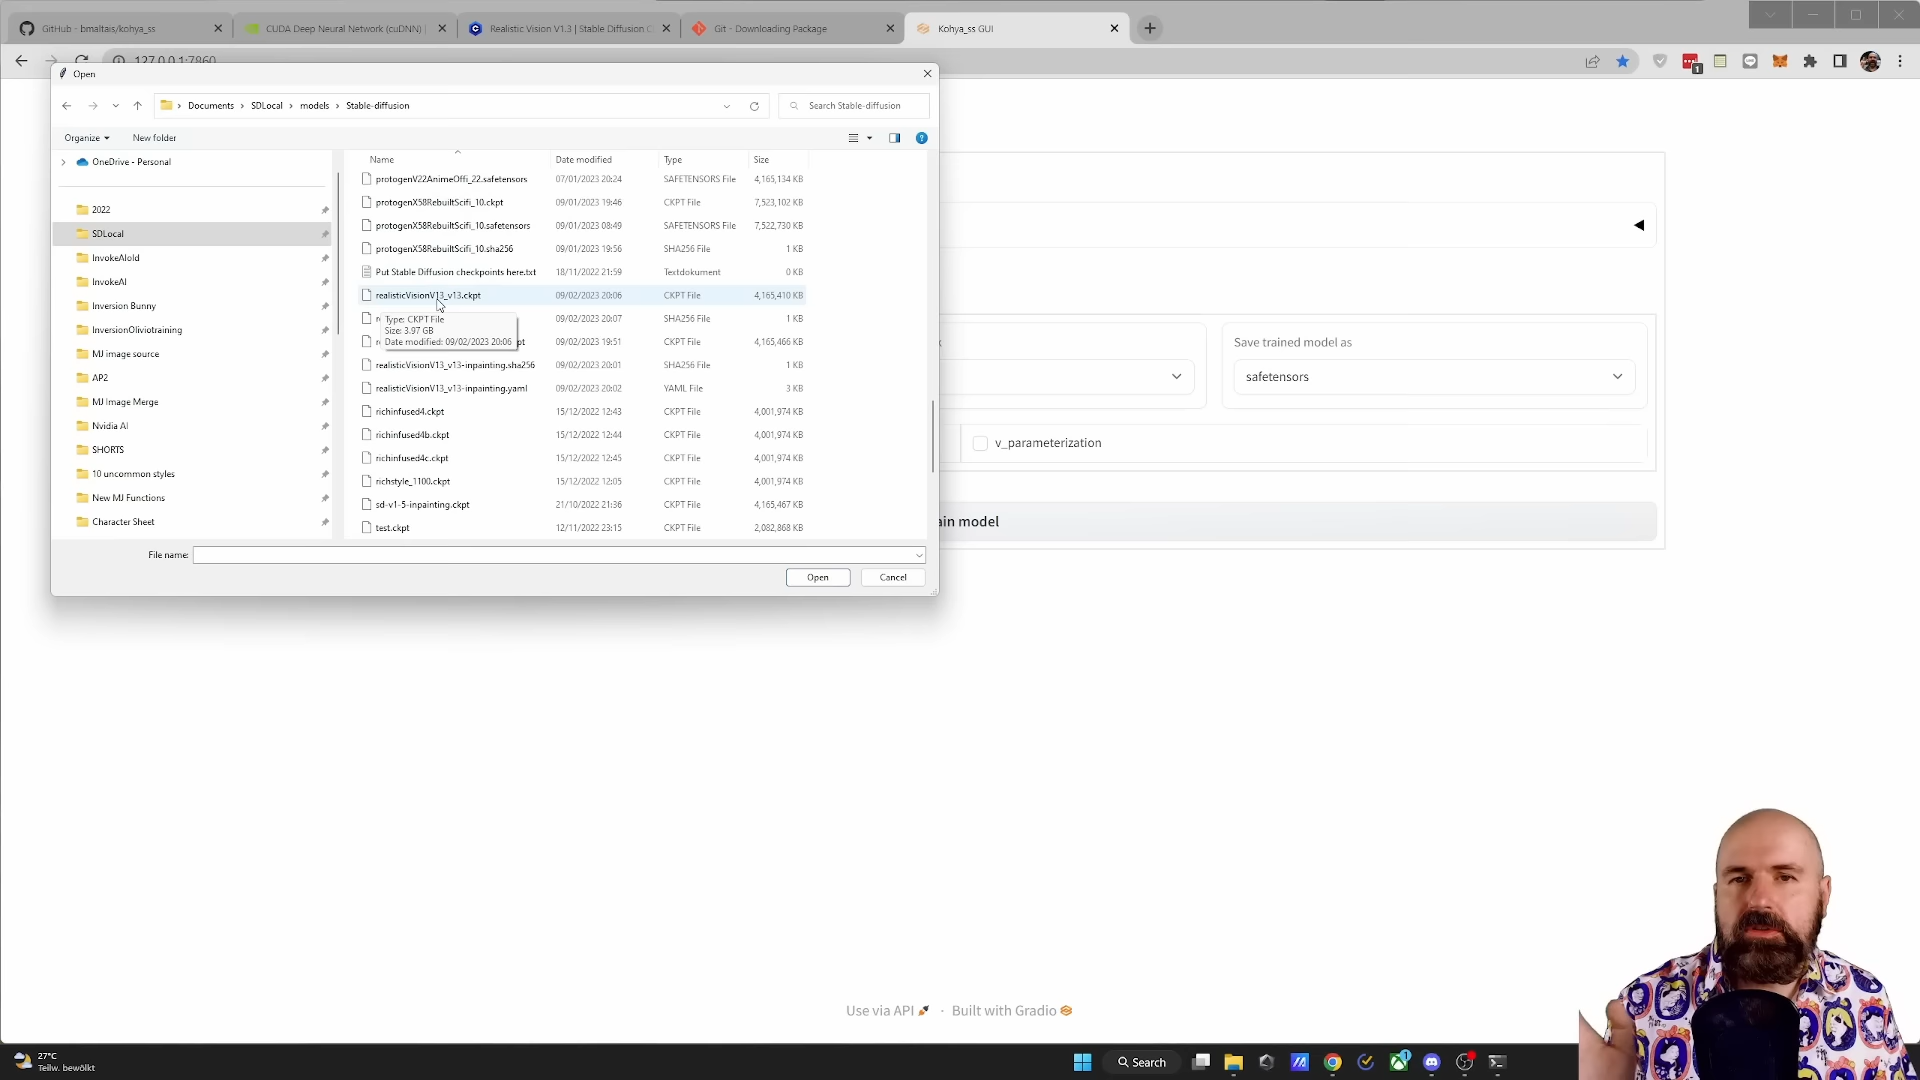 GitHub - bmaltais/kohya_ss
CUDA Deep Neural Network (cuDNN) |
Realistic Vision V1.3 | Stable Diffusion C
Git - Downloading Package
Kohya_ss GUI
127.0.0.1:7860
Open
Documents > SDLocal > models > Stable-diffusion
Search Stable-diffusion
Organize
New folder
OneDrive - Personal
2022
SDLocal
InvokeAIold
InvokeAI
Inversion Bunny
InversionOliviotraining
MJ image source
AP2
MJ Image Merge
Nvidia AI
SHORTS
10 uncommon styles
New MJ Functions
Character Sheet
Name Date modified Type Size
protogenV22AnimeOffi_22.safetensors 07/01/2023 20:24 SAFETENSORS File 4,165,134 KB
protogenX58RebuiltScifi_10.ckpt 09/01/2023 19:46 CKPT File 7,523,102 KB
protogenX58RebuiltScifi_10.safetensors 09/01/2023 08:49 SAFETENSORS File 7,522,730 KB
protogenX58RebuiltScifi_10.sha256 09/01/2023 19:56 SHA256 File 1 KB
Put Stable Diffusion checkpoints here.txt 18/11/2022 21:59 Textdokument 0 KB
realisticVisionV13_v13.ckpt 09/02/2023 20:06 CKPT File 4,165,410 KB
09/02/2023 20:07 SHA256 File 1 KB
pt 09/02/2023 19:51 CKPT File 4,165,466 KB
Type: CKPT File
Size: 3.97 GB
Date modified: 09/02/2023 20:06
realisticVisionV13_v13-inpainting.sha256 09/02/2023 20:01 SHA256 File 1 KB
realisticVisionV13_v13-inpainting.yaml 09/02/2023 20:02 YAML File 3 KB
richinfused4.ckpt 15/12/2022 12:43 CKPT File 4,001,974 KB
richinfused4b.ckpt 15/12/2022 12:44 CKPT File 4,001,974 KB
richinfused4c.ckpt 15/12/2022 12:45 CKPT File 4,001,974 KB
richstyle_1100.ckpt 15/12/2022 12:05 CKPT File 4,001,974 KB
sd-v1-5-inpainting.ckpt 21/10/2022 21:36 CKPT File 4,165,467 KB
test.ckpt 12/11/2022 23:15 CKPT File 2,082,868 KB
File name:
Open
Cancel
Save trained model as
safetensors
v_parameterization
ain model
Use via API · Built with Gradio
27°C
Teilw. bewölkt
Search